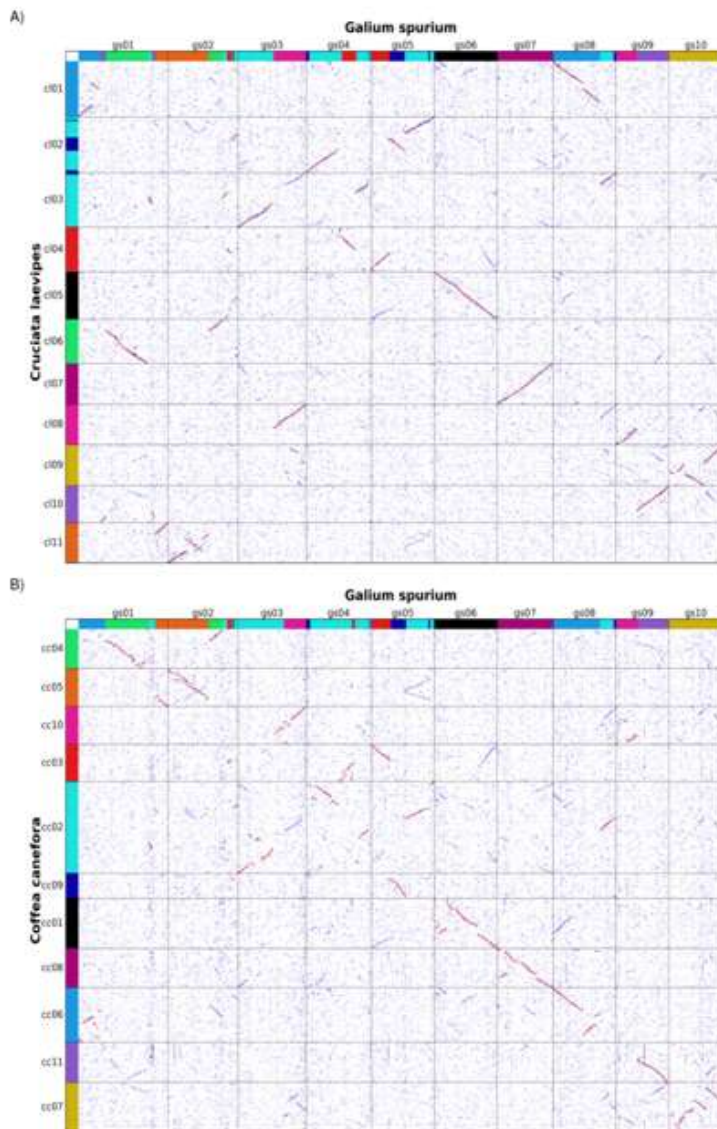 A)
Galium spurium
gs01 gs02 gs03 gs04 gs05 gs06 gs07 gs08 gs09 gs10
Cruciata laevipes
cl01
cl02
cl03
cl04
cl05
cl06
cl07
cl08
cl09
cl10
cl11
B)
Galium spurium
gs01 gs02 gs03 gs04 gs05 gs06 gs07 gs08 gs09 gs10
Coffea canefora
cc04
cc05
cc10
cc03
cc02
cc09
cc01
cc08
cc06
cc11
cc07